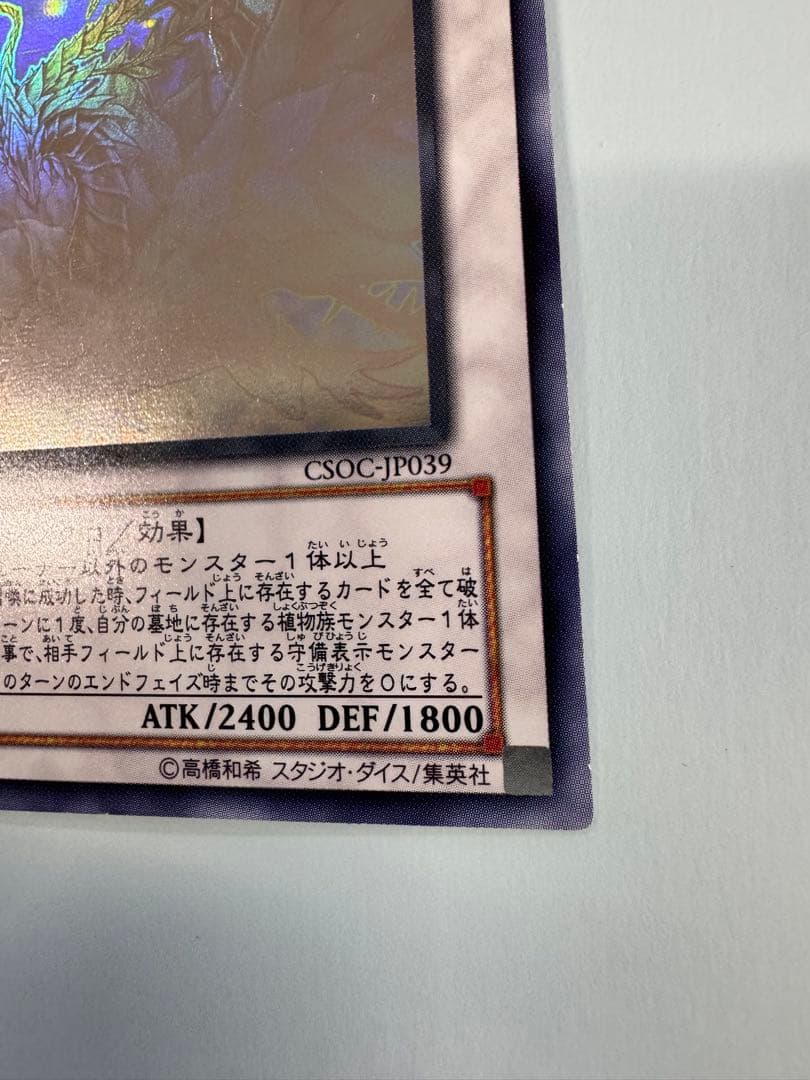 CSOC-JP039
/効果】
以外のモンスター1体以上
召喚に成功した時、フィールド上に存在するカードを全て破
ーンに1度、自分の墓地に存在する植物族モンスター1体
事で、相手フィールド上に存在する守備表示モンスター
のターンのエンドフェイズ時までその攻撃力を0にする。
ATK/2400 DEF/1800
©高橋和希 スタジオ・ダイス/集英社